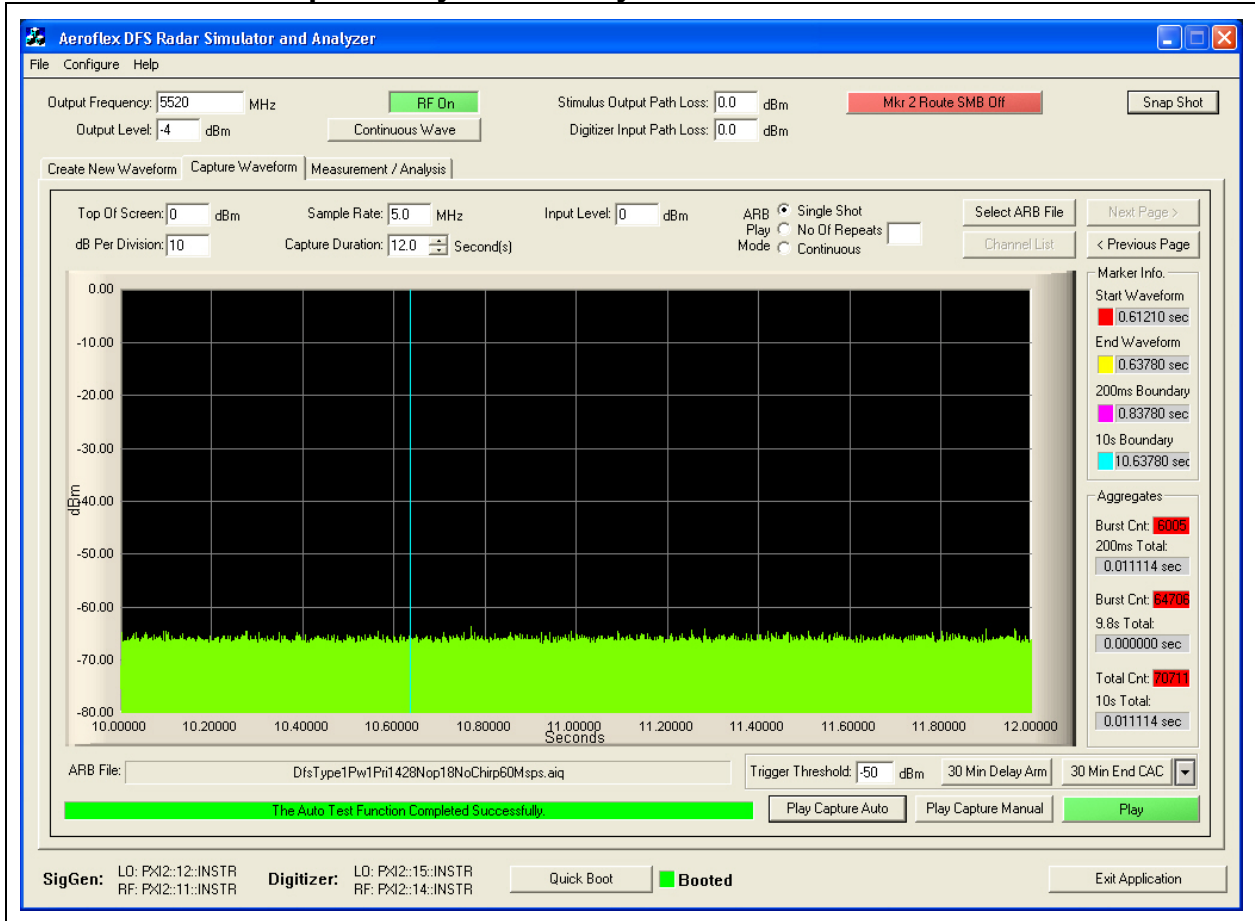 Aeroflex DFS Radar Simulator and Analyzer
File Configure Help
Output Frequency: 5520 MHz
RF On
Stimulus Output Path Loss: 0.0 dBm
Mkr 2 Route SMB Off
Snap Shot
Output Level: -4 dBm
Continuous Wave
Digitizer Input Path Loss: 0.0 dBm
Create New Waveform Capture Waveform Measurement / Analysis
Top Of Screen: 0 dBm
Sample Rate: 5.0 MHz
Input Level: 0 dBm
ARB Play Mode
Single Shot
No Of Repeats
Continuous
Select ARB File
Next Page >
dB Per Division: 10
Capture Duration: 12.0 Second(s)
Channel List
< Previous Page
0.00
-10.00
-20.00
-30.00
-40.00
-50.00
-60.00
-70.00
-80.00
dBm
10.00000 10.20000 10.40000 10.60000 10.80000 11.00000 11.20000 11.40000 11.60000 11.80000 12.00000
Seconds
Marker Info.
Start Waveform
0.61210 sec
End Waveform
0.63780 sec
200ms Boundary
0.83780 sec
10s Boundary
10.63780 sec
Aggregates
Burst Cnt: 6005
200ms Total:
0.011114 sec
Burst Cnt: 64706
9.8s Total:
0.000000 sec
Total Cnt: 70711
10s Total:
0.011114 sec
ARB File: DfsType1Pw1Pri1428Nop18NoChirp60Msps.aiq
Trigger Threshold: -50 dBm
30 Min Delay Arm
30 Min End CAC
The Auto Test Function Completed Successfully.
Play Capture Auto
Play Capture Manual
Play
SigGen: LO: PXI2::12::INSTR
RF: PXI2::11::INSTR
Digitizer: LO: PXI2::15::INSTR
RF: PXI2::14::INSTR
Quick Boot
Booted
Exit Application